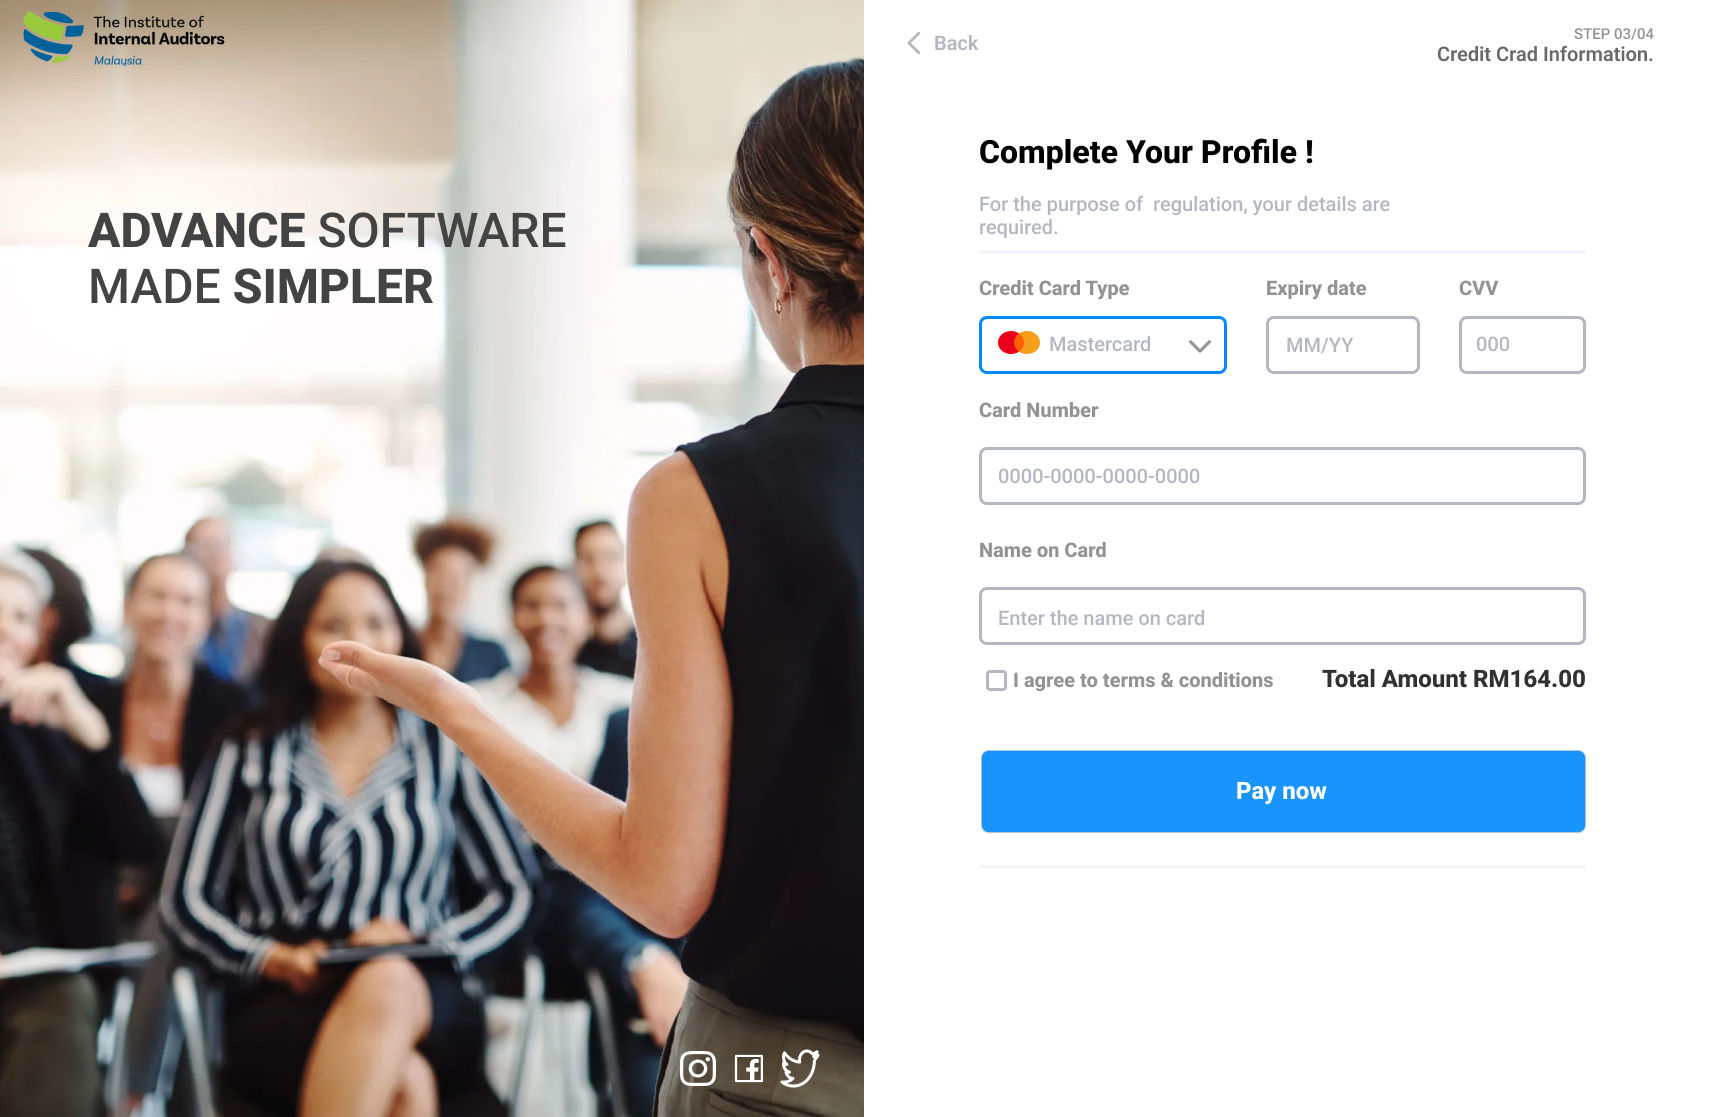 The Institute of
Internal Auditors
Malaysia
ADVANCE SOFTWARE
MADE SIMPLER
Back
STEP 03/04
Credit Crad Information.
Complete Your Profile !
For the purpose of  regulation, your details are
required.
Credit Card Type
Expiry date
CVV
Mastercard
MM/YY
000
Card Number
0000-0000-0000-0000
Name on Card
Enter the name on card
I agree to terms & conditions
Total Amount RM164.00
Pay now